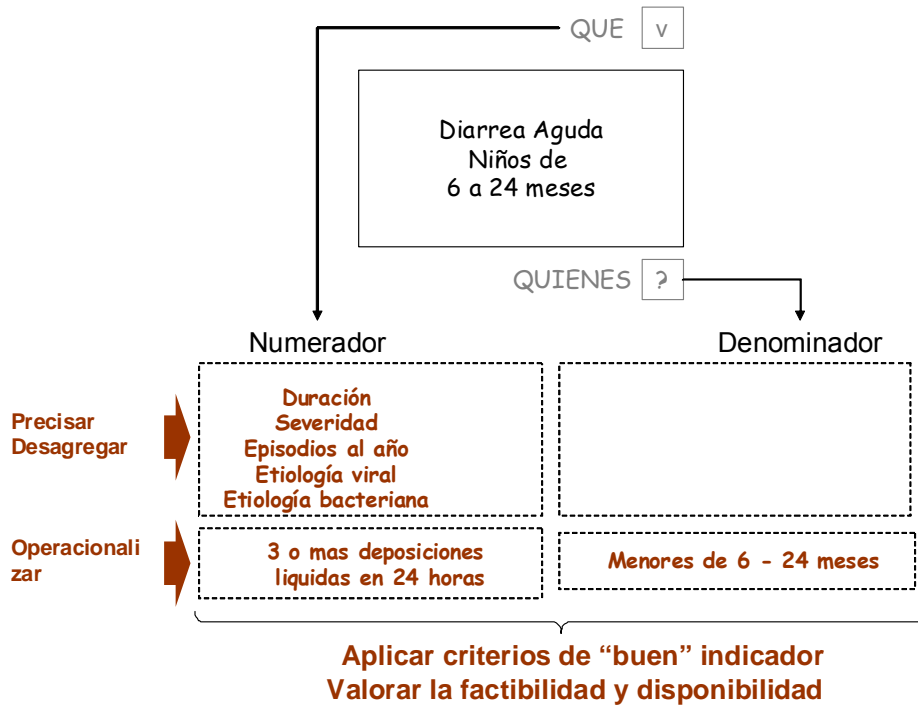 QUE v
Diarrea Aguda
Niños de
6 a 24 meses
QUIENES ?
Numerador
Denominador
Precisar
Desagregar
Duración
Severidad
Episodios al año
Etiología viral
Etiología bacteriana
Operacionali
zar
3 o mas deposiciones
liquidas en 24 horas
Menores de 6 - 24 meses
Aplicar criterios de “buen” indicador
Valorar la factibilidad y disponibilidad